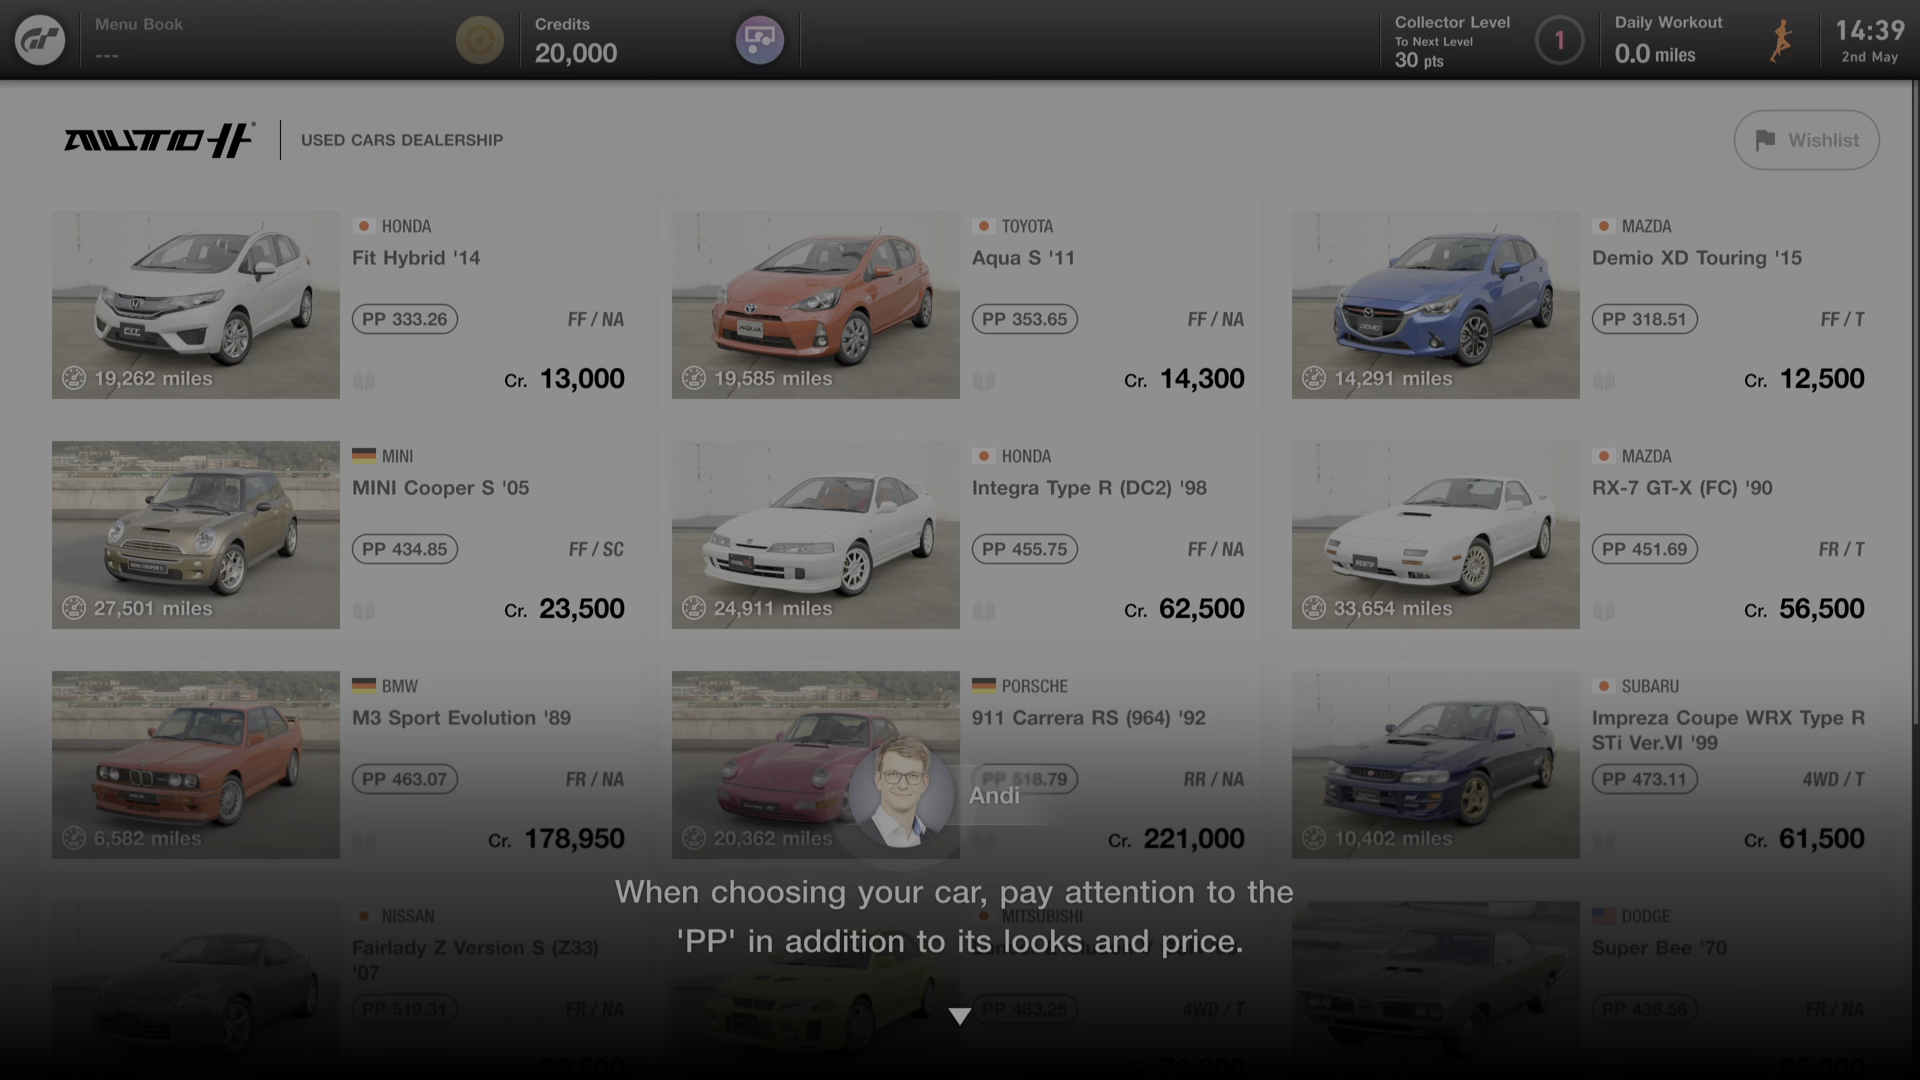 Menu Book
---
Credits
20,000
Collector Level
To Next Level
30 pts
1
Daily Workout
0.0 miles
14:39
2nd May
AUTO
USED CARS DEALERSHIP
Wishlist
HONDA
Fit Hybrid '14
PP 333.26
FF / NA
19,262 miles
Cr. 13,000
TOYOTA
Aqua S '11
PP 353.65
FF / NA
AQUA
19,585 miles
Cr. 14,300
MAZDA
Demio XD Touring '15
PP 318.51
FF / T
DEMIO
14,291 miles
Cr. 12,500
MINI
MINI Cooper S '05
PP 434.85
FF / SC
MINI COOPER S
27,501 miles
Cr. 23,500
HONDA
Integra Type R (DC2) '98
PP 455.75
FF / NA
24,911 miles
Cr. 62,500
MAZDA
RX-7 GT-X (FC) '90
PP 451.69
FR / T
33,654 miles
Cr. 56,500
BMW
M3 Sport Evolution '89
PP 463.07
FR / NA
6,582 miles
Cr. 178,950
PORSCHE
911 Carrera RS (964) '92
PP 518.79
RR / NA
20,362 miles
Cr. 221,000
SUBARU
Impreza Coupe WRX Type R
STi Ver.VI '99
PP 473.11
4WD / T
10,402 miles
Cr. 61,500
Andi
When choosing your car, pay attention to the
'PP' in addition to its looks and price.
NISSAN
Fairlady Z Version S (Z33)
'07
PP 519.31
FR / NA
MITSUBISHI
PP 483.25
4WD / T
DODGE
Super Bee '70
PP 436.56
FR / NA